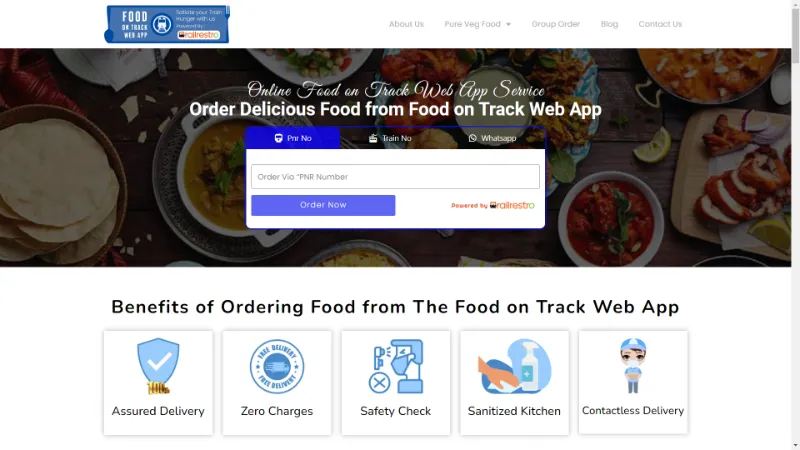 FOOD
ON TRACK
WEB APP
Satiate your Train
Hunger with us
Powered By :
railrestro
About Us
Pure Veg Food
Group Order
Blog
Contact Us
Online Food on Track Web App Service
Order Delicious Food from Food on Track Web App
Pnr No
Train No
Whatsapp
Order Via "PNR Number
Order Now
Powered by railrestro
Benefits of Ordering Food from The Food on Track Web App
100%
FREE DELIVERY
FREE DELIVERY
Assured Delivery
Zero Charges
Safety Check
Sanitized Kitchen
Contactless Delivery